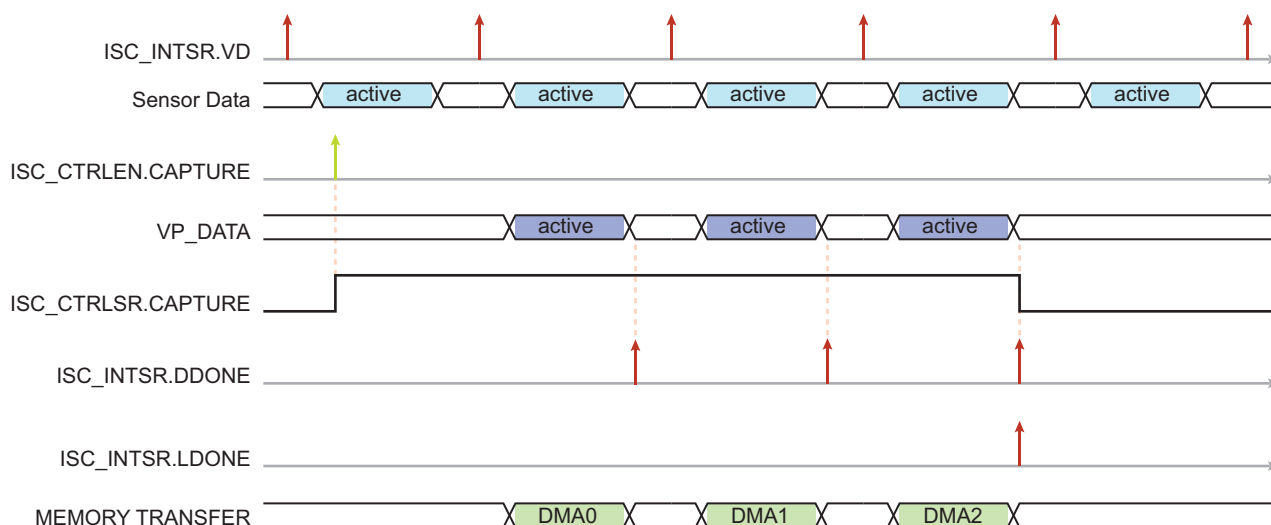 ISC_INTSR.VD
Sensor Data active active active active active
ISC_CTRLEN.CAPTURE
VP_DATA active active active
ISC_CTRLSR.CAPTURE
ISC_INTSR.DDONE
ISC_INTSR.LDONE
MEMORY TRANSFER DMA0 DMA1 DMA2